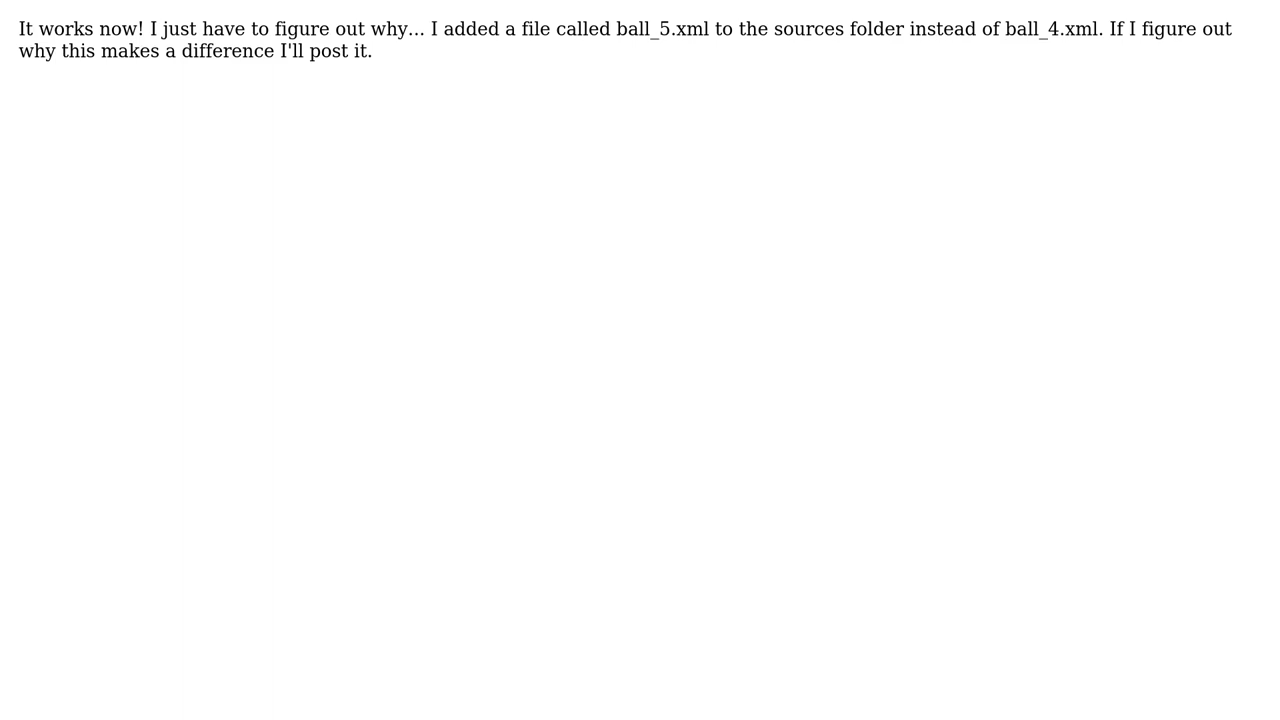 It works now! I just have to figure out why... I added a file called ball_5.xml to the sources folder instead of ball_4.xml. If I figure out
why this makes a difference I'll post it.